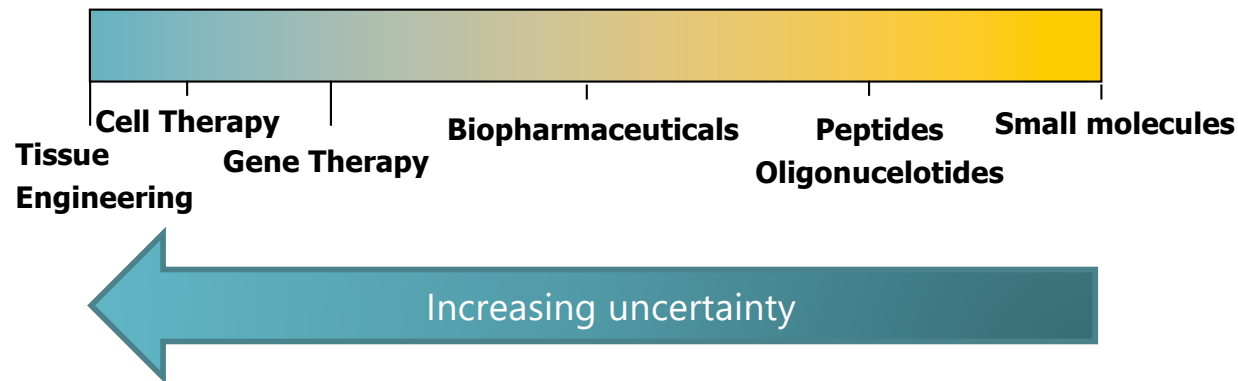 Cell Therapy
Tissue
Engineering
Gene Therapy
Biopharmaceuticals
Peptides
Oligonucelotides
Small molecules
Increasing uncertainty